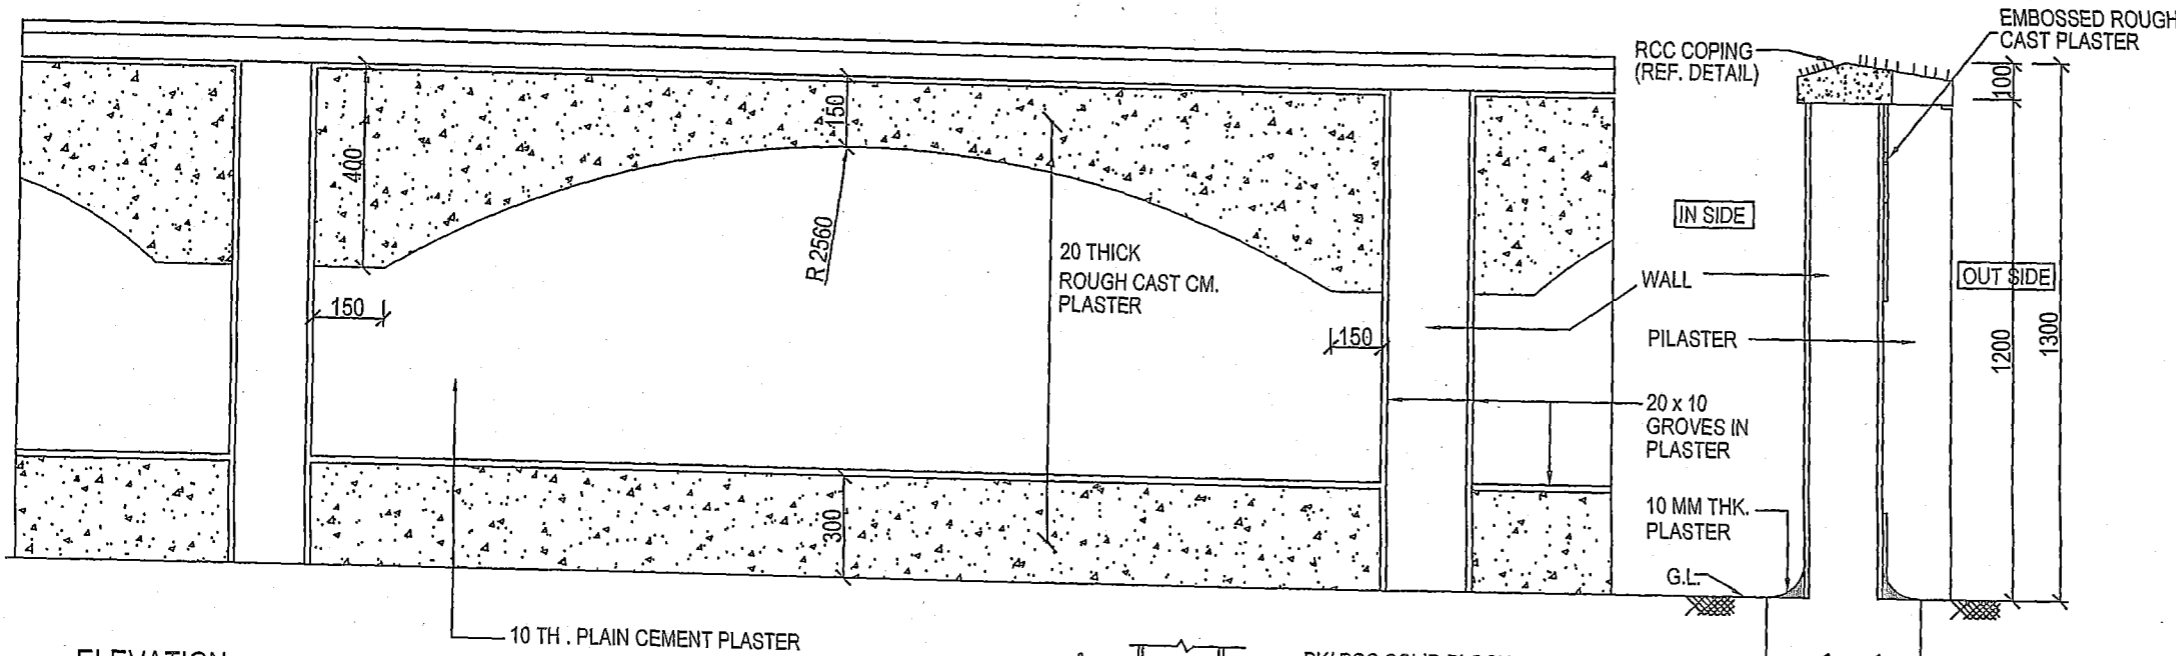 EMBOSSED ROUGH
CAST PLASTER
RCC COPING
(REF. DETAIL)
100
150
400
R 2560
20 THICK
ROUGH CAST CM.
PLASTER
IN SIDE
WALL
OUT SIDE
150
150
PILASTER
1200
1300
20 x 10
GROVES IN
PLASTER
300
10 MM THK.
PLASTER
G.L.
10 TH . PLAIN CEMENT PLASTER
ELEVATION